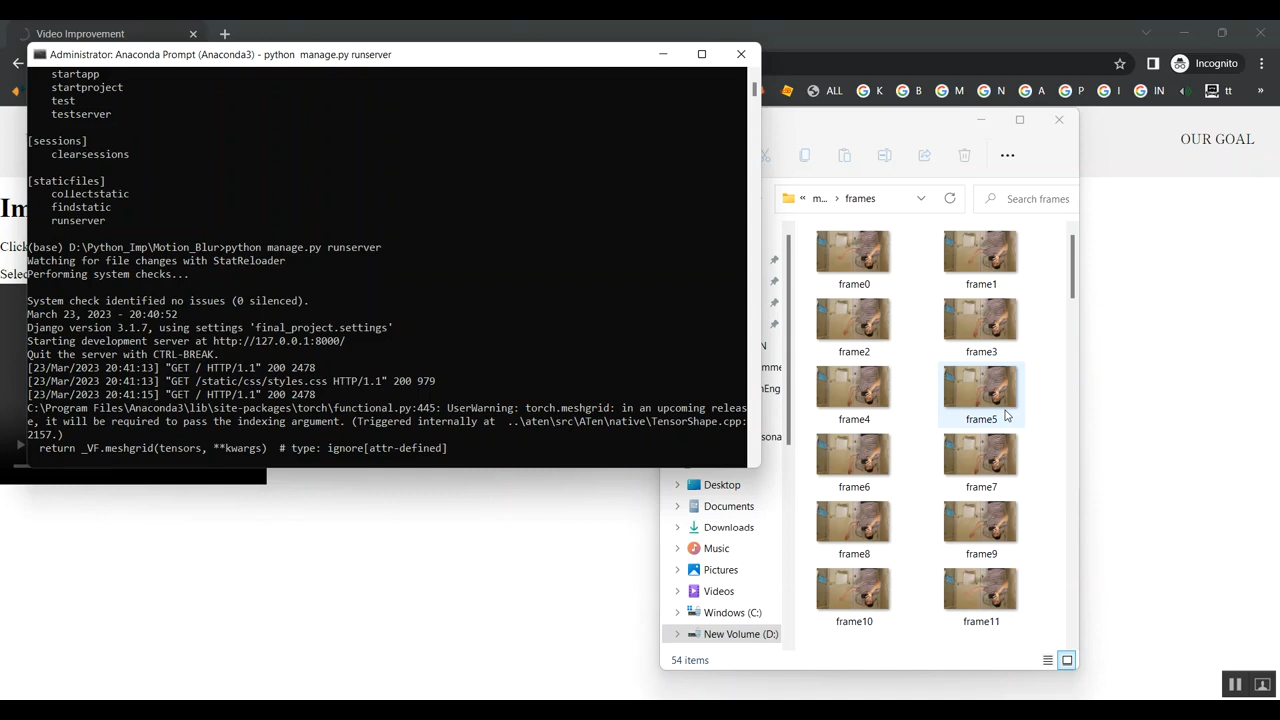 Video Improvement
Administrator: Anaconda Prompt (Anaconda3) - python manage.py runserver
Incognito
ALL
K
B
M
N
A
P
I
IN
tt
»
startapp
startproject
test
testserver
[sessions]
clearsessions
[staticfiles]
collectstatic
findstatic
runserver
(base) D:\Python_Imp\Motion_Blur>python manage.py runserver
Watching for file changes with StatReloader
Performing system checks...
System check identified no issues (0 silenced).
March 23, 2023 - 20:40:52
Django version 3.1.7, using settings 'final_project.settings'
Starting development server at http://127.0.0.1:8000/
Quit the server with CTRL-BREAK.
[23/Mar/2023 20:41:13] "GET / HTTP/1.1" 200 2478
[23/Mar/2023 20:41:13] "GET /static/css/styles.css HTTP/1.1" 200 979
[23/Mar/2023 20:41:15] "GET / HTTP/1.1" 200 2478
C:\Program Files\Anaconda3\lib\site-packages\torch\functional.py:445: UserWarning: torch.meshgrid: in an upcoming releas
e, it will be required to pass the indexing argument. (Triggered internally at ..\aten\src\ATen\native\TensorShape.cpp:
2157.)
return _VF.meshgrid(tensors, **kwargs) # type: ignore[attr-defined]
OUR GOAL
Im
Click
Selec
« m... > frames
Search frames
frame0
frame1
frame2
frame3
frame4
frame5
frame6
frame7
frame8
frame9
frame10
frame11
N
mme
nEng
sona
Desktop
Documents
Downloads
Music
Pictures
Videos
Windows (C:)
New Volume (D:)
54 items